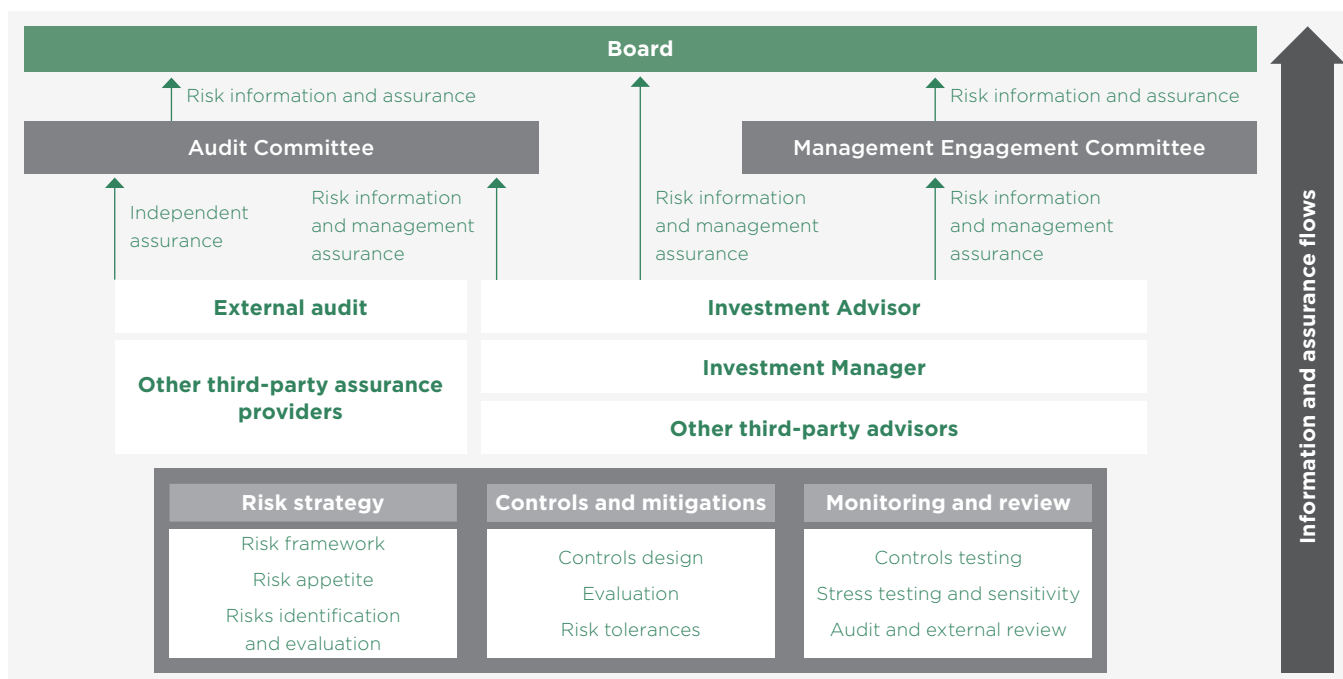 Board
Risk information and assurance
Risk information and assurance
Audit Committee
Management Engagement Committee
Independent
assurance
Risk information
and management
assurance
Risk information
and management
assurance
Risk information
and management
assurance
External audit
Investment Advisor
Other third-party assurance
providers
Investment Manager
Other third-party advisors
Risk strategy
Risk framework
Risk appetite
Risks identification
and evaluation
Controls and mitigations
Controls design
Evaluation
Risk tolerances
Monitoring and review
Controls testing
Stress testing and sensitivity
Audit and external review
Information and assurance flows